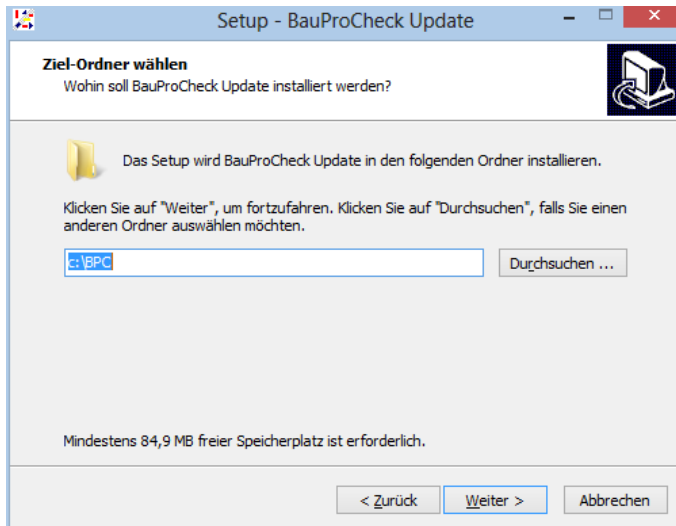 Setup - BauProCheck Update
Ziel-Ordner wählen
Wohin soll BauProCheck Update installiert werden?
Das Setup wird BauProCheck Update in den folgenden Ordner installieren.
Klicken Sie auf "Weiter", um fortzufahren. Klicken Sie auf "Durchsuchen", falls Sie einen
anderen Ordner auswählen möchten.
c:\BPC
Durchsuchen ...
Mindestens 84,9 MB freier Speicherplatz ist erforderlich.
< Zurück
Weiter >
Abbrechen